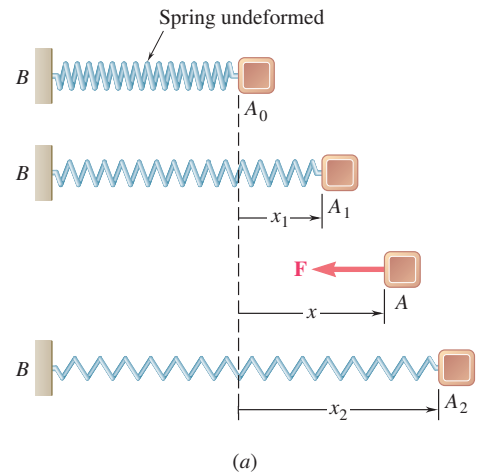 Spring undeformed
B
A₀
B
x₁
A₁
F
x
A
B
x₂
A₂
(a)